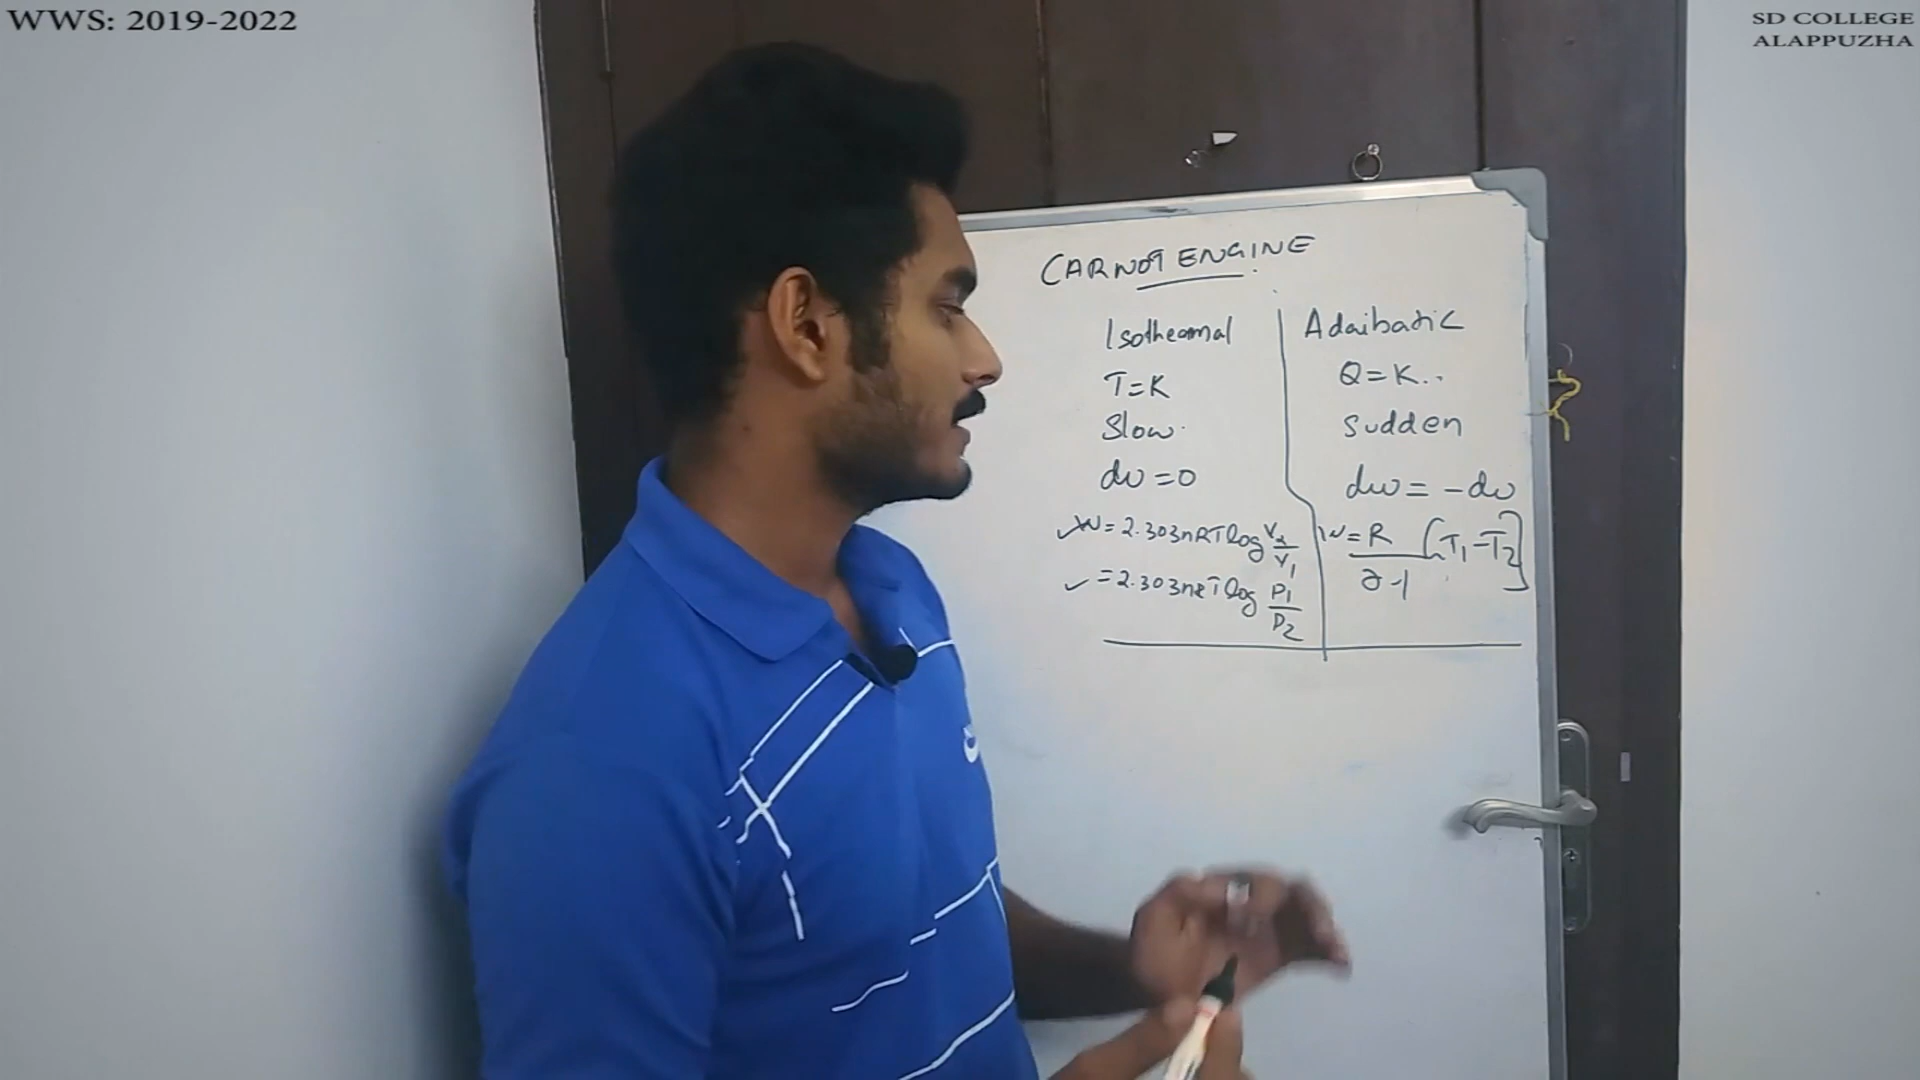 WWS: 2019-2022
SD COLLEGE
ALAPPUZHA
CARNOT ENGINE
Isothermal
T=K
Slow.
du=0
W=2.303nRTlog V2/V1
=2.303nRTlog P1/P2
Adaibatic
Q=K..
Sudden
dw=-du
W=R/γ-1 [T1-T2]